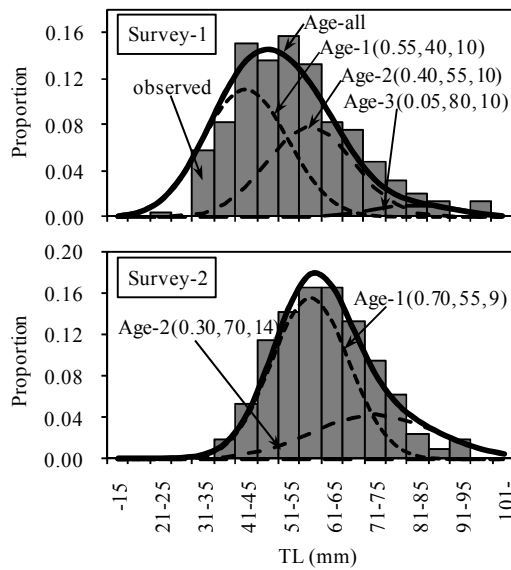 0.16
0.12
0.08
0.04
0.00
Proportion
Survey-1
observed
Age-all
Age-1(0.55,40,10)
Age-2(0.40,55,10)
Age-3(0.05,80,10)
0.20
0.16
0.12
0.08
0.04
0.00
Proportion
Survey-2
Age-1(0.70,55,9)
Age-2(0.30,70,14)
-15
21-25
31-35
41-45
51-55
61-65
71-75
81-85
91-95
101-
TL (mm)